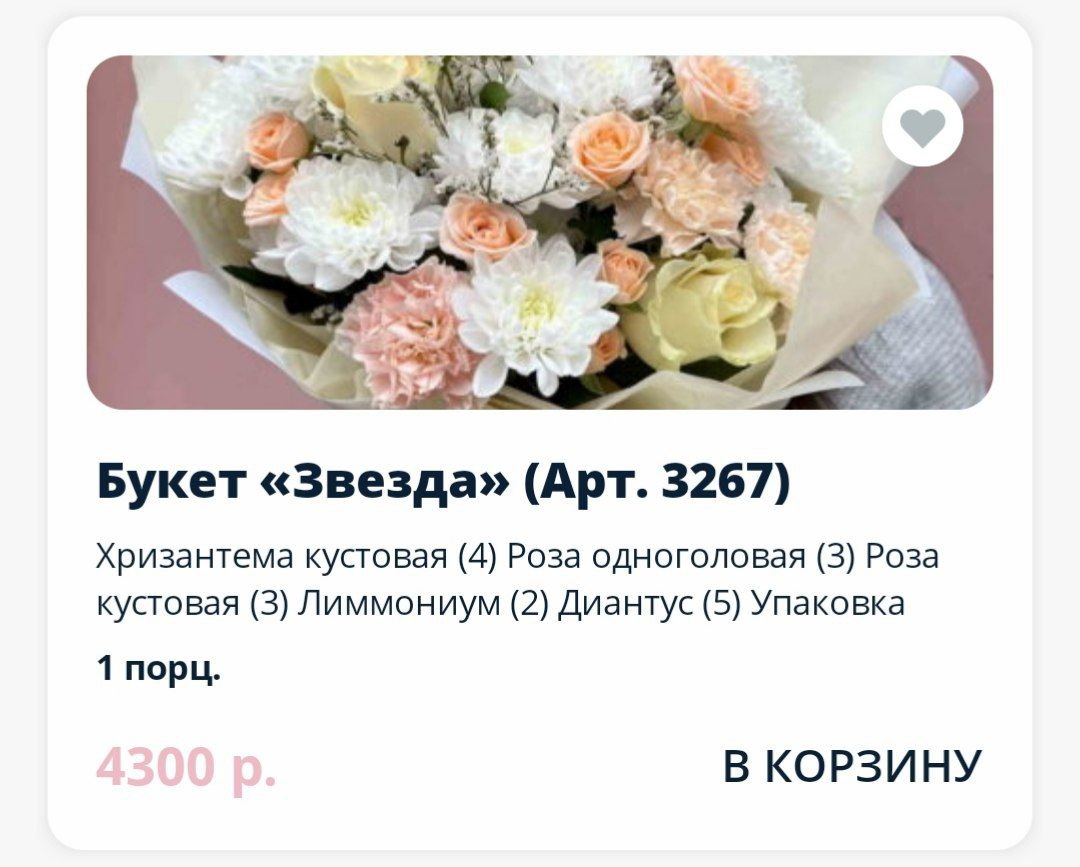 Букет «Звезда» (Арт. 3267)
Хризантема кустовая (4) Роза одноголовая (3) Роза
кустовая (3) Лиммониум (2) Диантус (5) Упаковка
1 порц.
4300 р.
В КОРЗИНУ